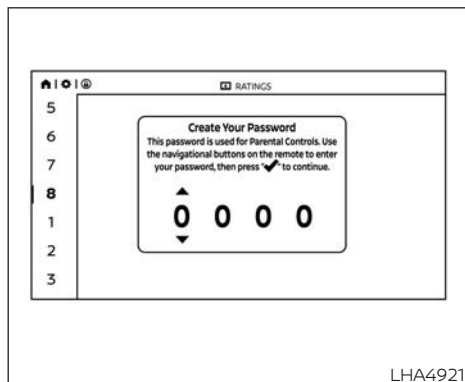 RATINGS
5
6
7
8
1
2
3
Create Your Password
This password is used for Parental Controls. Use
the navigational buttons on the remote to enter
your password, then press "✔" to continue.
0 0 0 0
LHA4921